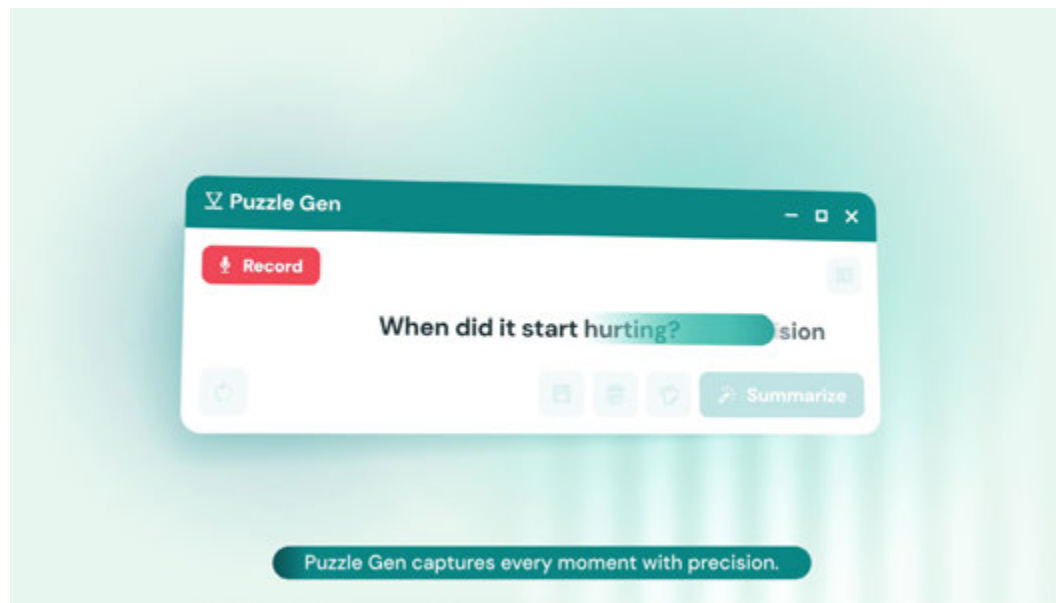 Puzzle Gen
Record
When did it start hurting? sion
Summarize
Puzzle Gen captures every moment with precision.